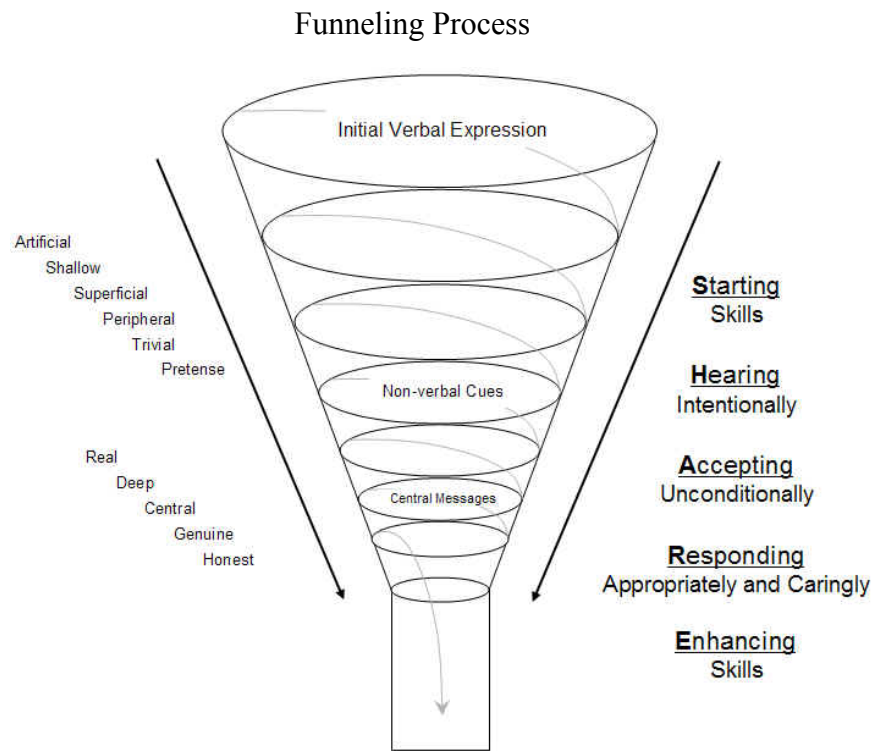 Funneling Process
Initial Verbal Expression
Artificial
Shallow
Superficial
Peripheral
Trivial
Pretense
Non-verbal Cues
Real
Deep
Central
Genuine
Honest
Central Messages
Starting
Skills
Hearing
Intentionally
Accepting
Unconditionally
Responding
Appropriately and Caringly
Enhancing
Skills